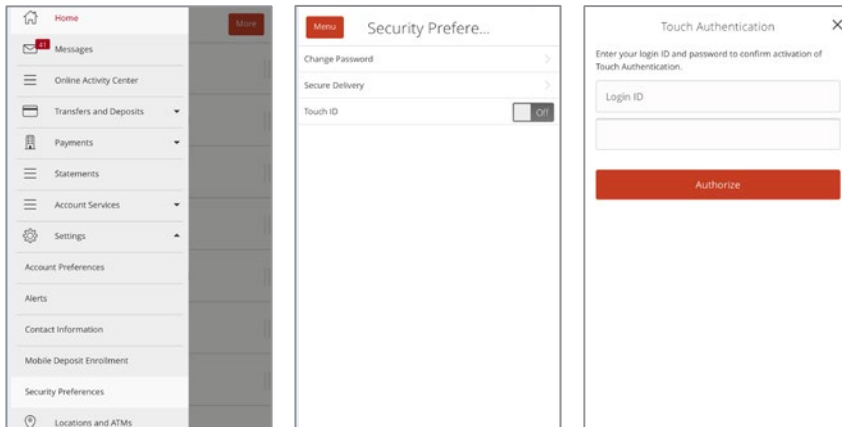 Home
More
41
Messages
Online Activity Center
Transfers and Deposits
Payments
Statements
Account Services
Settings
Account Preferences
Alerts
Contact Information
Mobile Deposit Enrollment
Security Preferences
Locations and ATMs
Menu
Security Prefere...
Change Password
Secure Delivery
Touch ID
Off
Touch Authentication
Enter your login ID and password to confirm activation of
Touch Authentication.
Login ID
Authorize